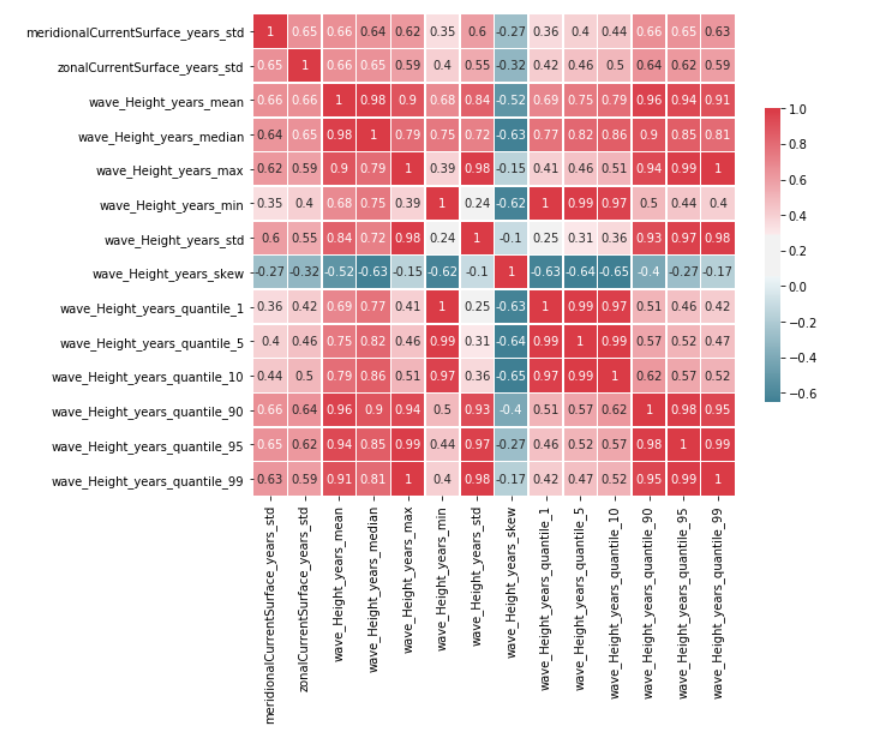 meridionalCurrentSurface_years_std 1 0.65 0.66 0.64 0.62 0.35 0.6 -0.27 0.36 0.4 0.44 0.66 0.65 0.63
zonalCurrentSurface_years_std 0.65 1 0.66 0.65 0.59 0.4 0.55 -0.32 0.42 0.46 0.5 0.64 0.62 0.59
wave_Height_years_mean 0.66 0.66 1 0.98 0.9 0.68 0.84 -0.52 0.69 0.75 0.79 0.96 0.94 0.91
wave_Height_years_median 0.64 0.65 0.98 1 0.79 0.75 0.72 -0.63 0.77 0.82 0.86 0.9 0.85 0.81
wave_Height_years_max 0.62 0.59 0.9 0.79 1 0.39 0.98 -0.15 0.41 0.46 0.51 0.94 0.99 1
wave_Height_years_min 0.35 0.4 0.68 0.75 0.39 1 0.24 -0.62 1 0.99 0.97 0.5 0.44 0.4
wave_Height_years_std 0.6 0.55 0.84 0.72 0.98 0.24 1 -0.1 0.25 0.31 0.36 0.93 0.97 0.98
wave_Height_years_skew -0.27 -0.32 -0.52 -0.63 -0.15 -0.62 -0.1 1 -0.63 -0.64 -0.65 -0.4 -0.27 -0.17
wave_Height_years_quantile_1 0.36 0.42 0.69 0.77 0.41 1 0.25 -0.63 1 0.99 0.97 0.51 0.46 0.42
wave_Height_years_quantile_5 0.4 0.46 0.75 0.82 0.46 0.99 0.31 -0.64 0.99 1 0.99 0.57 0.52 0.47
wave_Height_years_quantile_10 0.44 0.5 0.79 0.86 0.51 0.97 0.36 -0.65 0.97 0.99 1 0.62 0.57 0.52
wave_Height_years_quantile_90 0.66 0.64 0.96 0.9 0.94 0.5 0.93 -0.4 0.51 0.57 0.62 1 0.98 0.95
wave_Height_years_quantile_95 0.65 0.62 0.94 0.85 0.99 0.44 0.97 -0.27 0.46 0.52 0.57 0.98 1 0.99
wave_Height_years_quantile_99 0.63 0.59 0.91 0.81 1 0.4 0.98 -0.17 0.42 0.47 0.52 0.95 0.99 1
meridionalCurrentSurface_years_std
zonalCurrentSurface_years_std
wave_Height_years_mean
wave_Height_years_median
wave_Height_years_max
wave_Height_years_min
wave_Height_years_std
wave_Height_years_skew
wave_Height_years_quantile_1
wave_Height_years_quantile_5
wave_Height_years_quantile_10
wave_Height_years_quantile_90
wave_Height_years_quantile_95
wave_Height_years_quantile_99
1.0
0.8
0.6
0.4
0.2
0.0
−0.2
−0.4
−0.6